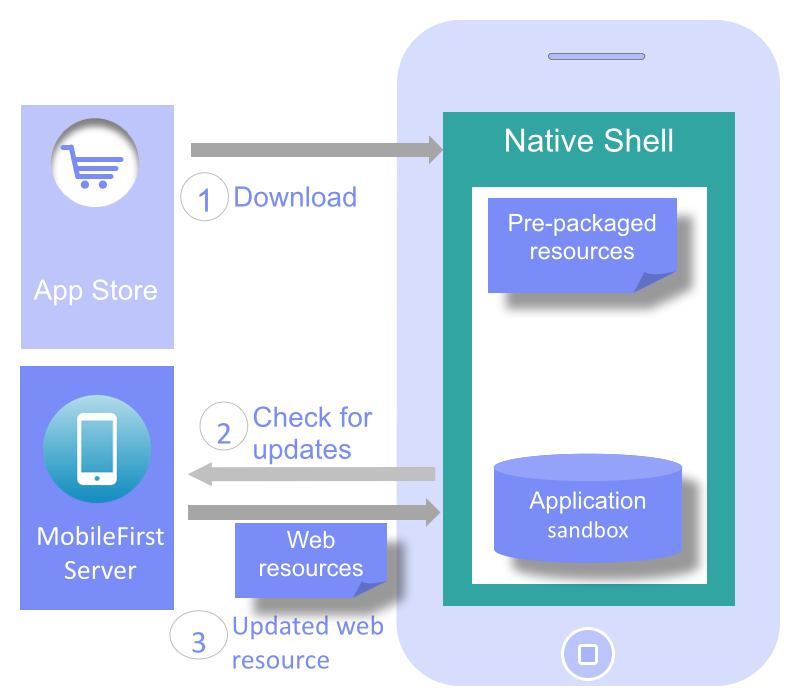 Native Shell
Pre-packaged
resources
1
Download
App Store
2
Check for
updates
Application
sandbox
MobileFirst
Server
Web
resources
3
Updated web
resource